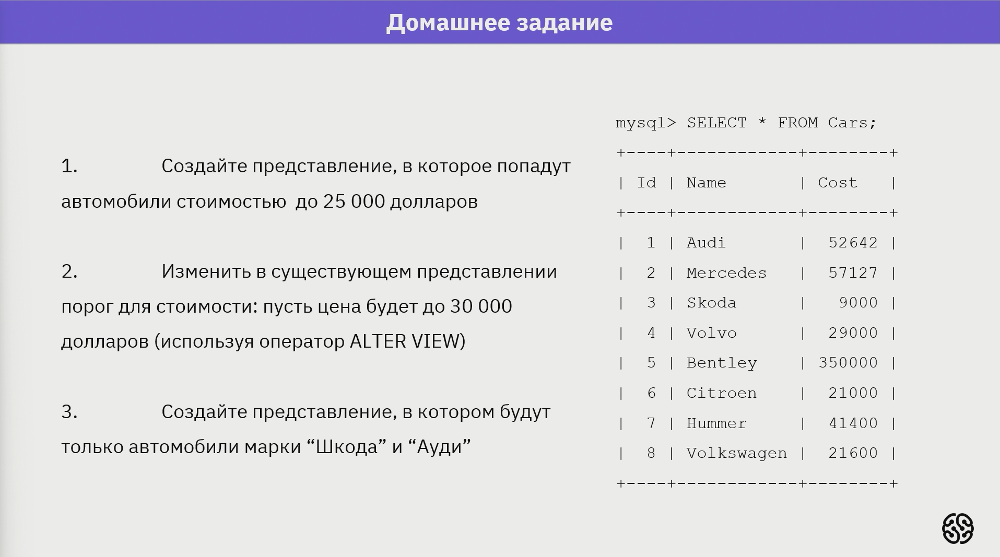 Домашнее задание
1. Создайте представление, в которое попадут
автомобили стоимостью  до 25 000 долларов
2. Изменить в существующем представлении
порог для стоимости: пусть цена будет до 30 000
долларов (используя оператор ALTER VIEW)
3. Создайте представление, в котором будут
только автомобили марки “Шкода” и “Ауди”
mysql> SELECT * FROM Cars;
+----+------------+--------+
| Id | Name       | Cost   |
+----+------------+--------+
|  1 | Audi       |  52642 |
|  2 | Mercedes   |  57127 |
|  3 | Skoda      |   9000 |
|  4 | Volvo      |  29000 |
|  5 | Bentley    | 350000 |
|  6 | Citroen    |  21000 |
|  7 | Hummer     |  41400 |
|  8 | Volkswagen |  21600 |
+----+------------+--------+